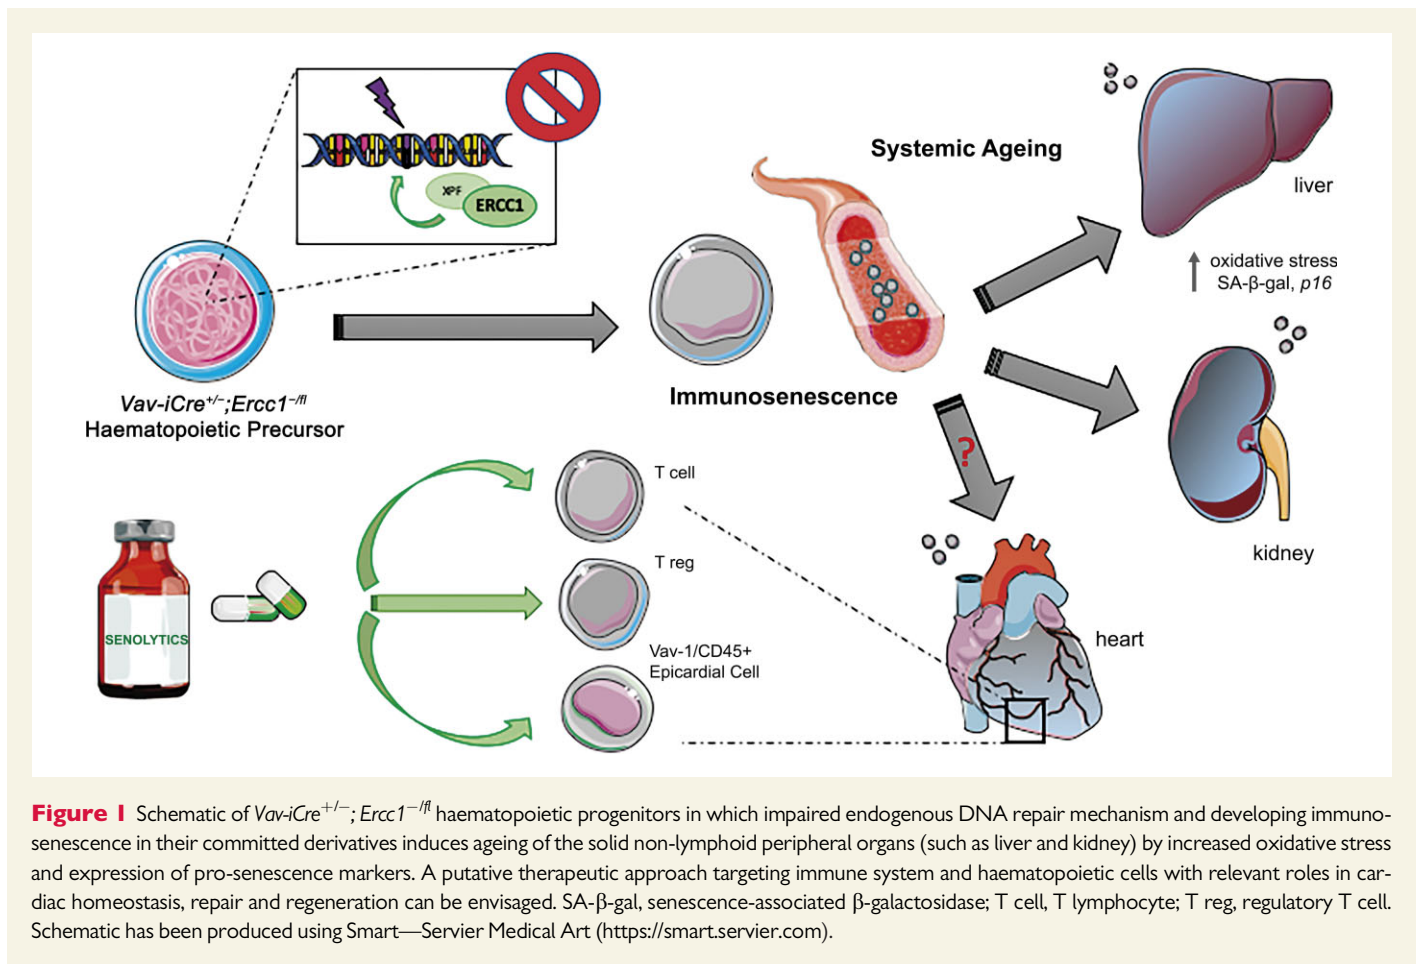 XPF
ERCC1
Systemic Ageing
liver
oxidative stress
SA-β-gal, p16
Vav-iCre+/−;Ercc1−/fl
Haematopoietic Precursor
Immunosenescence
?
kidney
T cell
T reg
SENOLYTICS
Vav-1/CD45+
Epicardial Cell
heart
Figure 1 Schematic of Vav-iCre+/−; Ercc1−/fl haematopoietic progenitors in which impaired endogenous DNA repair mechanism and developing immuno-
senescence in their committed derivatives induces ageing of the solid non-lymphoid peripheral organs (such as liver and kidney) by increased oxidative stress
and expression of pro-senescence markers. A putative therapeutic approach targeting immune system and haematopoietic cells with relevant roles in car-
diac homeostasis, repair and regeneration can be envisaged. SA-β-gal, senescence-associated β-galactosidase; T cell, T lymphocyte; T reg, regulatory T cell.
Schematic has been produced using Smart—Servier Medical Art (https://smart.servier.com).